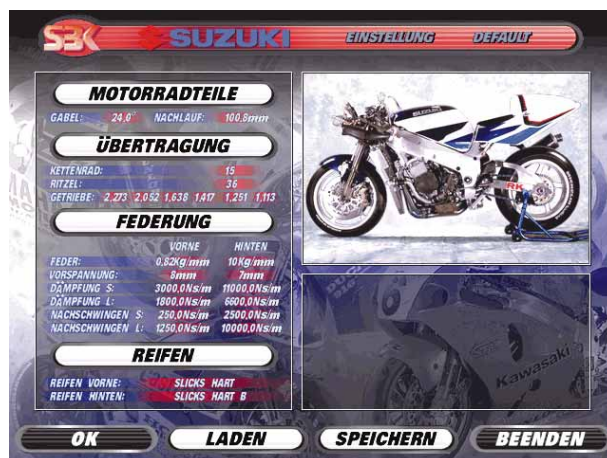 SBK SUZUKI EINSTELLUNG DEFAULT
MOTORRADTEILE
GABEL: 24,0° NACHLAUF: 100,8mm
ÜBERTRAGUNG
KETTENRAD: 15
RITZEL: 36
GETRIEBE: 2,273 2,052 1,638 1,417 1,251 1,113
FEDERUNG
VORNE HINTEN
FEDER: 0,82Kg/mm 10Kg/mm
VORSPANNUNG: 8mm 7mm
DÄMPFUNG S: 3000,0Ns/m 11000,0Ns/m
DÄMPFUNG L: 1800,0Ns/m 6600,0Ns/m
NACHSCHWINGEN S: 250,0Ns/m 2500,0Ns/m
NACHSCHWINGEN L: 1250,0Ns/m 10000,0Ns/m
REIFEN
REIFEN VORNE: SLICKS HART
REIFEN HINTEN: SLICKS HART B
SUZUKI
RK
Kawasaki
OK LADEN SPEICHERN BEENDEN